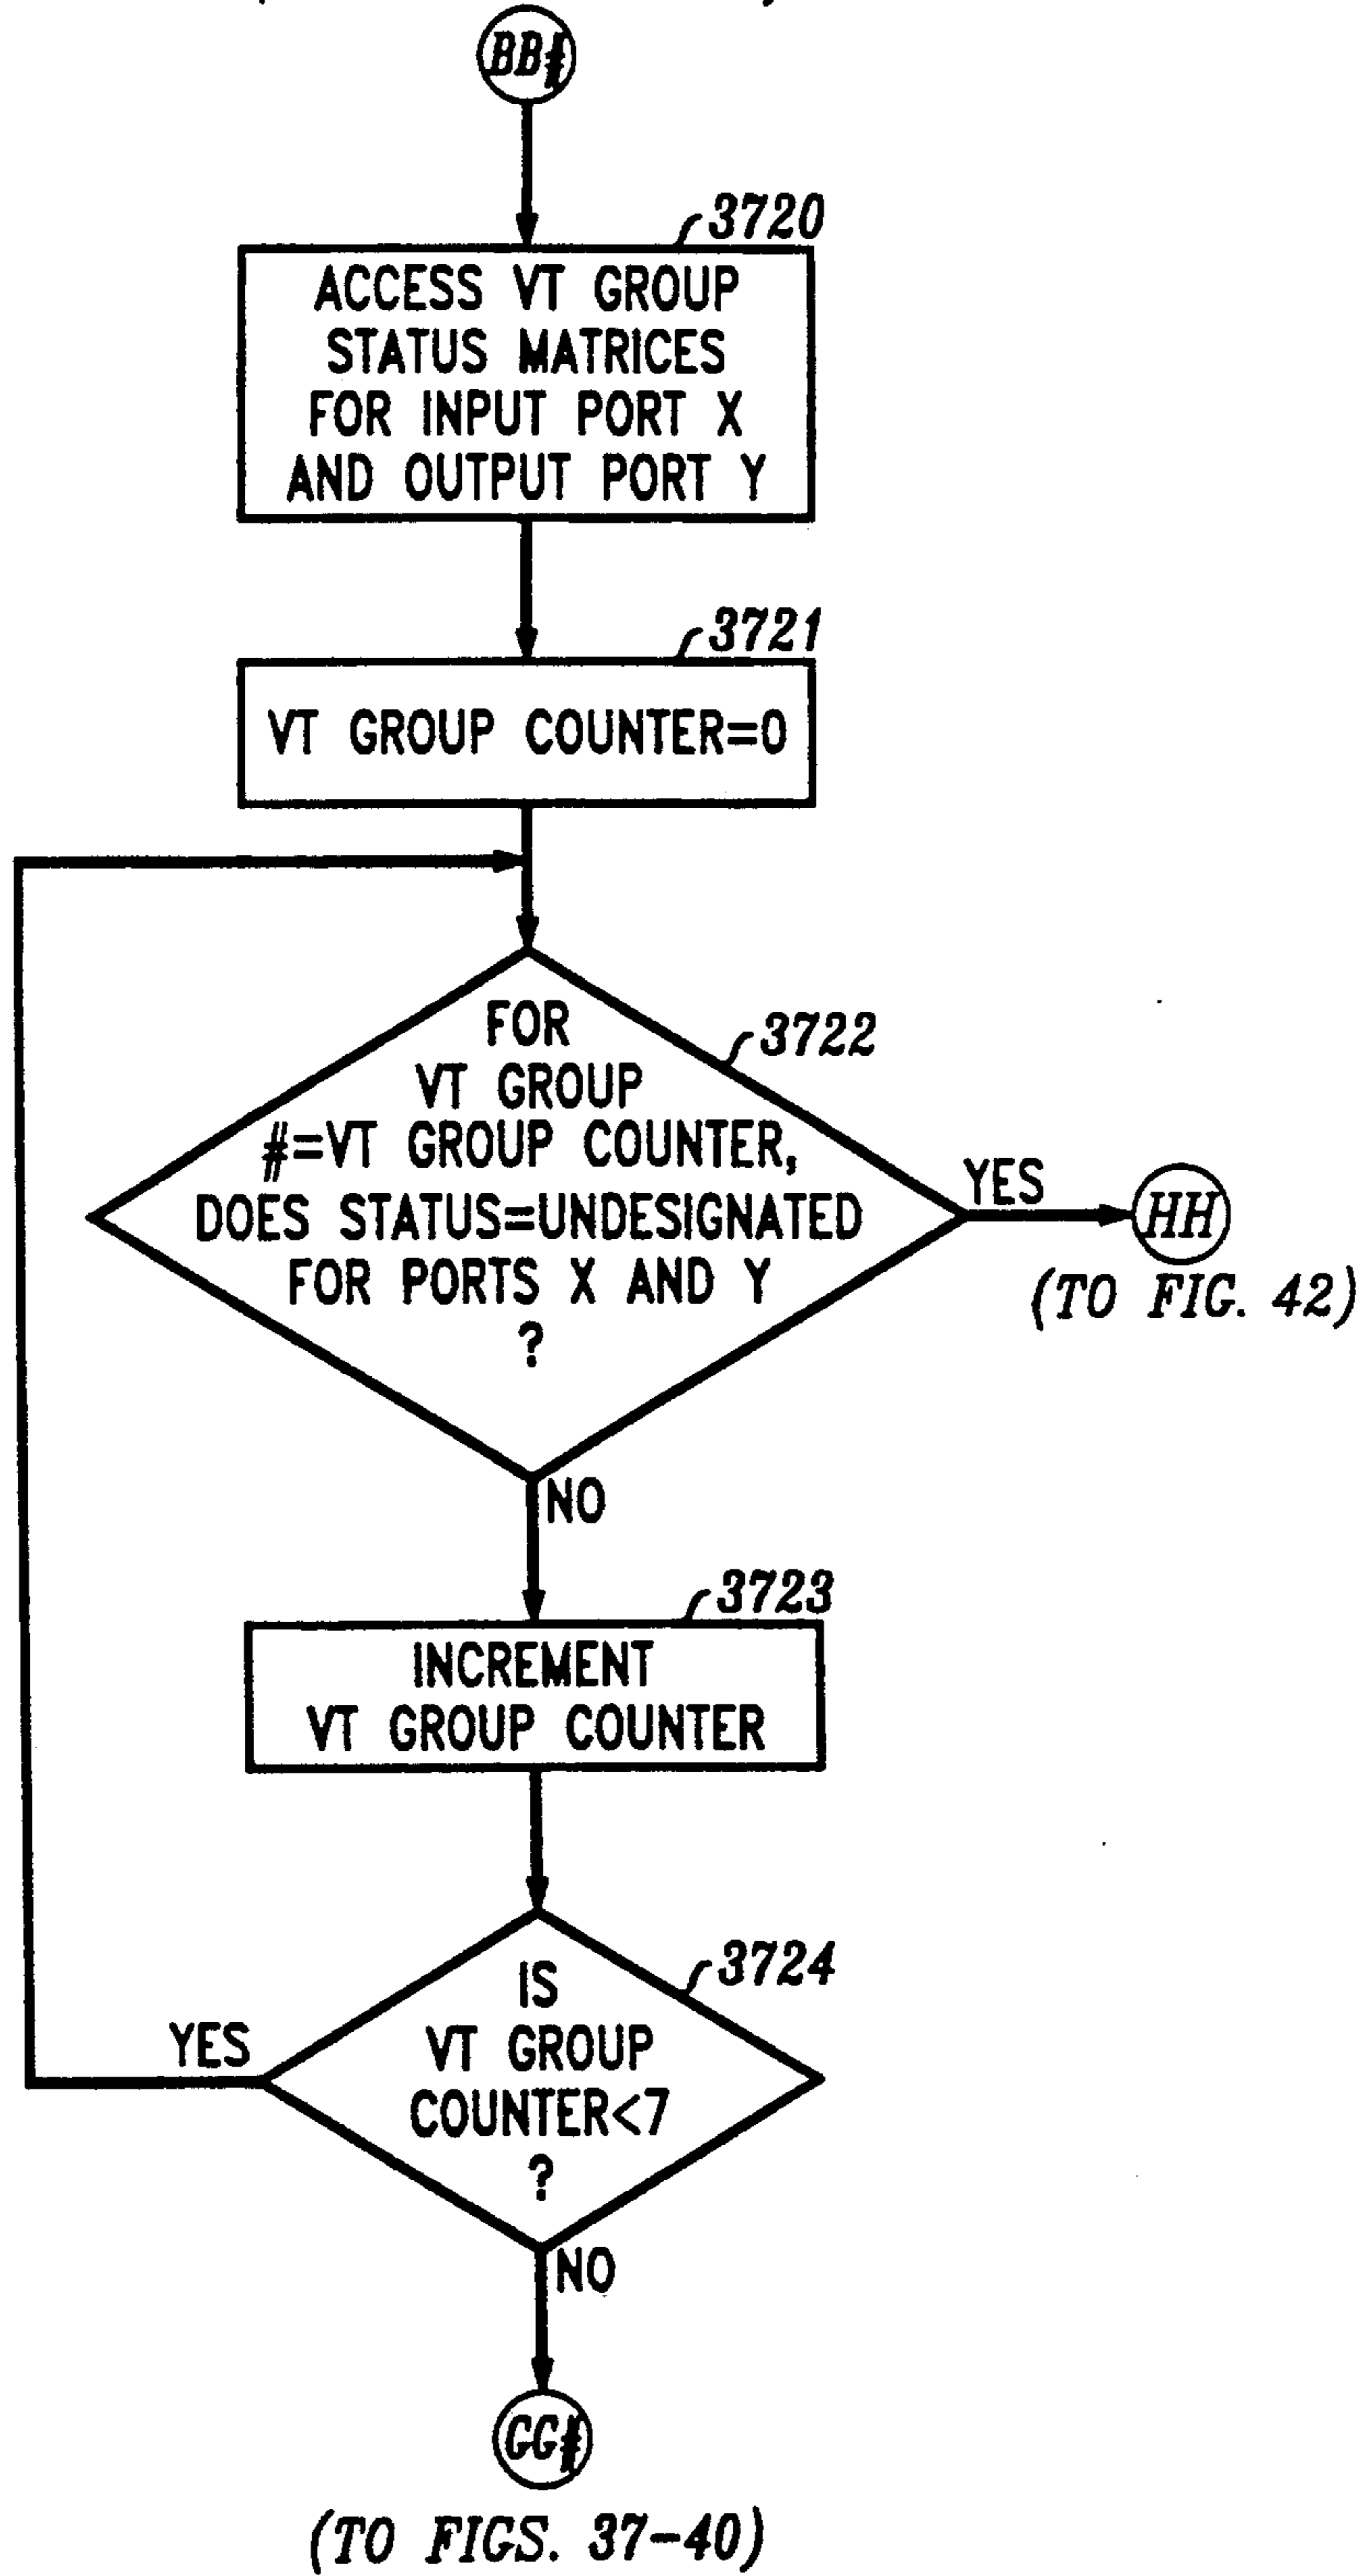 BB#
3720
ACCESS VT GROUP
STATUS MATRICES
FOR INPUT PORT X
AND OUTPUT PORT Y
3721
VT GROUP COUNTER=0
3722
FOR
VT GROUP
#=VT GROUP COUNTER,
DOES STATUS=UNDESIGNATED
FOR PORTS X AND Y
?
YES
HH
(TO FIG. 42)
NO
3723
INCREMENT
VT GROUP COUNTER
3724
IS
VT GROUP
COUNTER<7
?
YES
NO
GG#
(TO FIGS. 37-40)